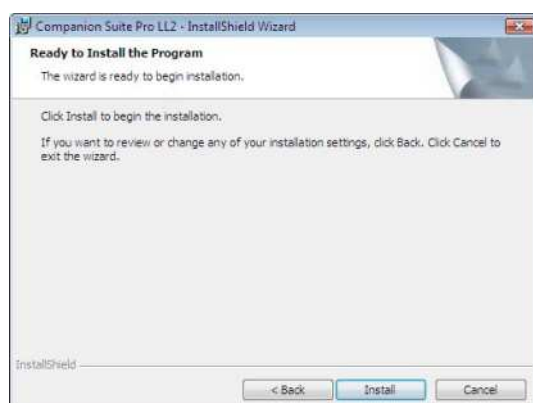 Companion Suite Pro LL2 - InstallShield Wizard
Ready to Install the Program
The wizard is ready to begin installation.
Click Install to begin the installation.
If you want to review or change any of your installation settings, click Back. Click Cancel to
exit the wizard.
InstallShield
< Back Install Cancel